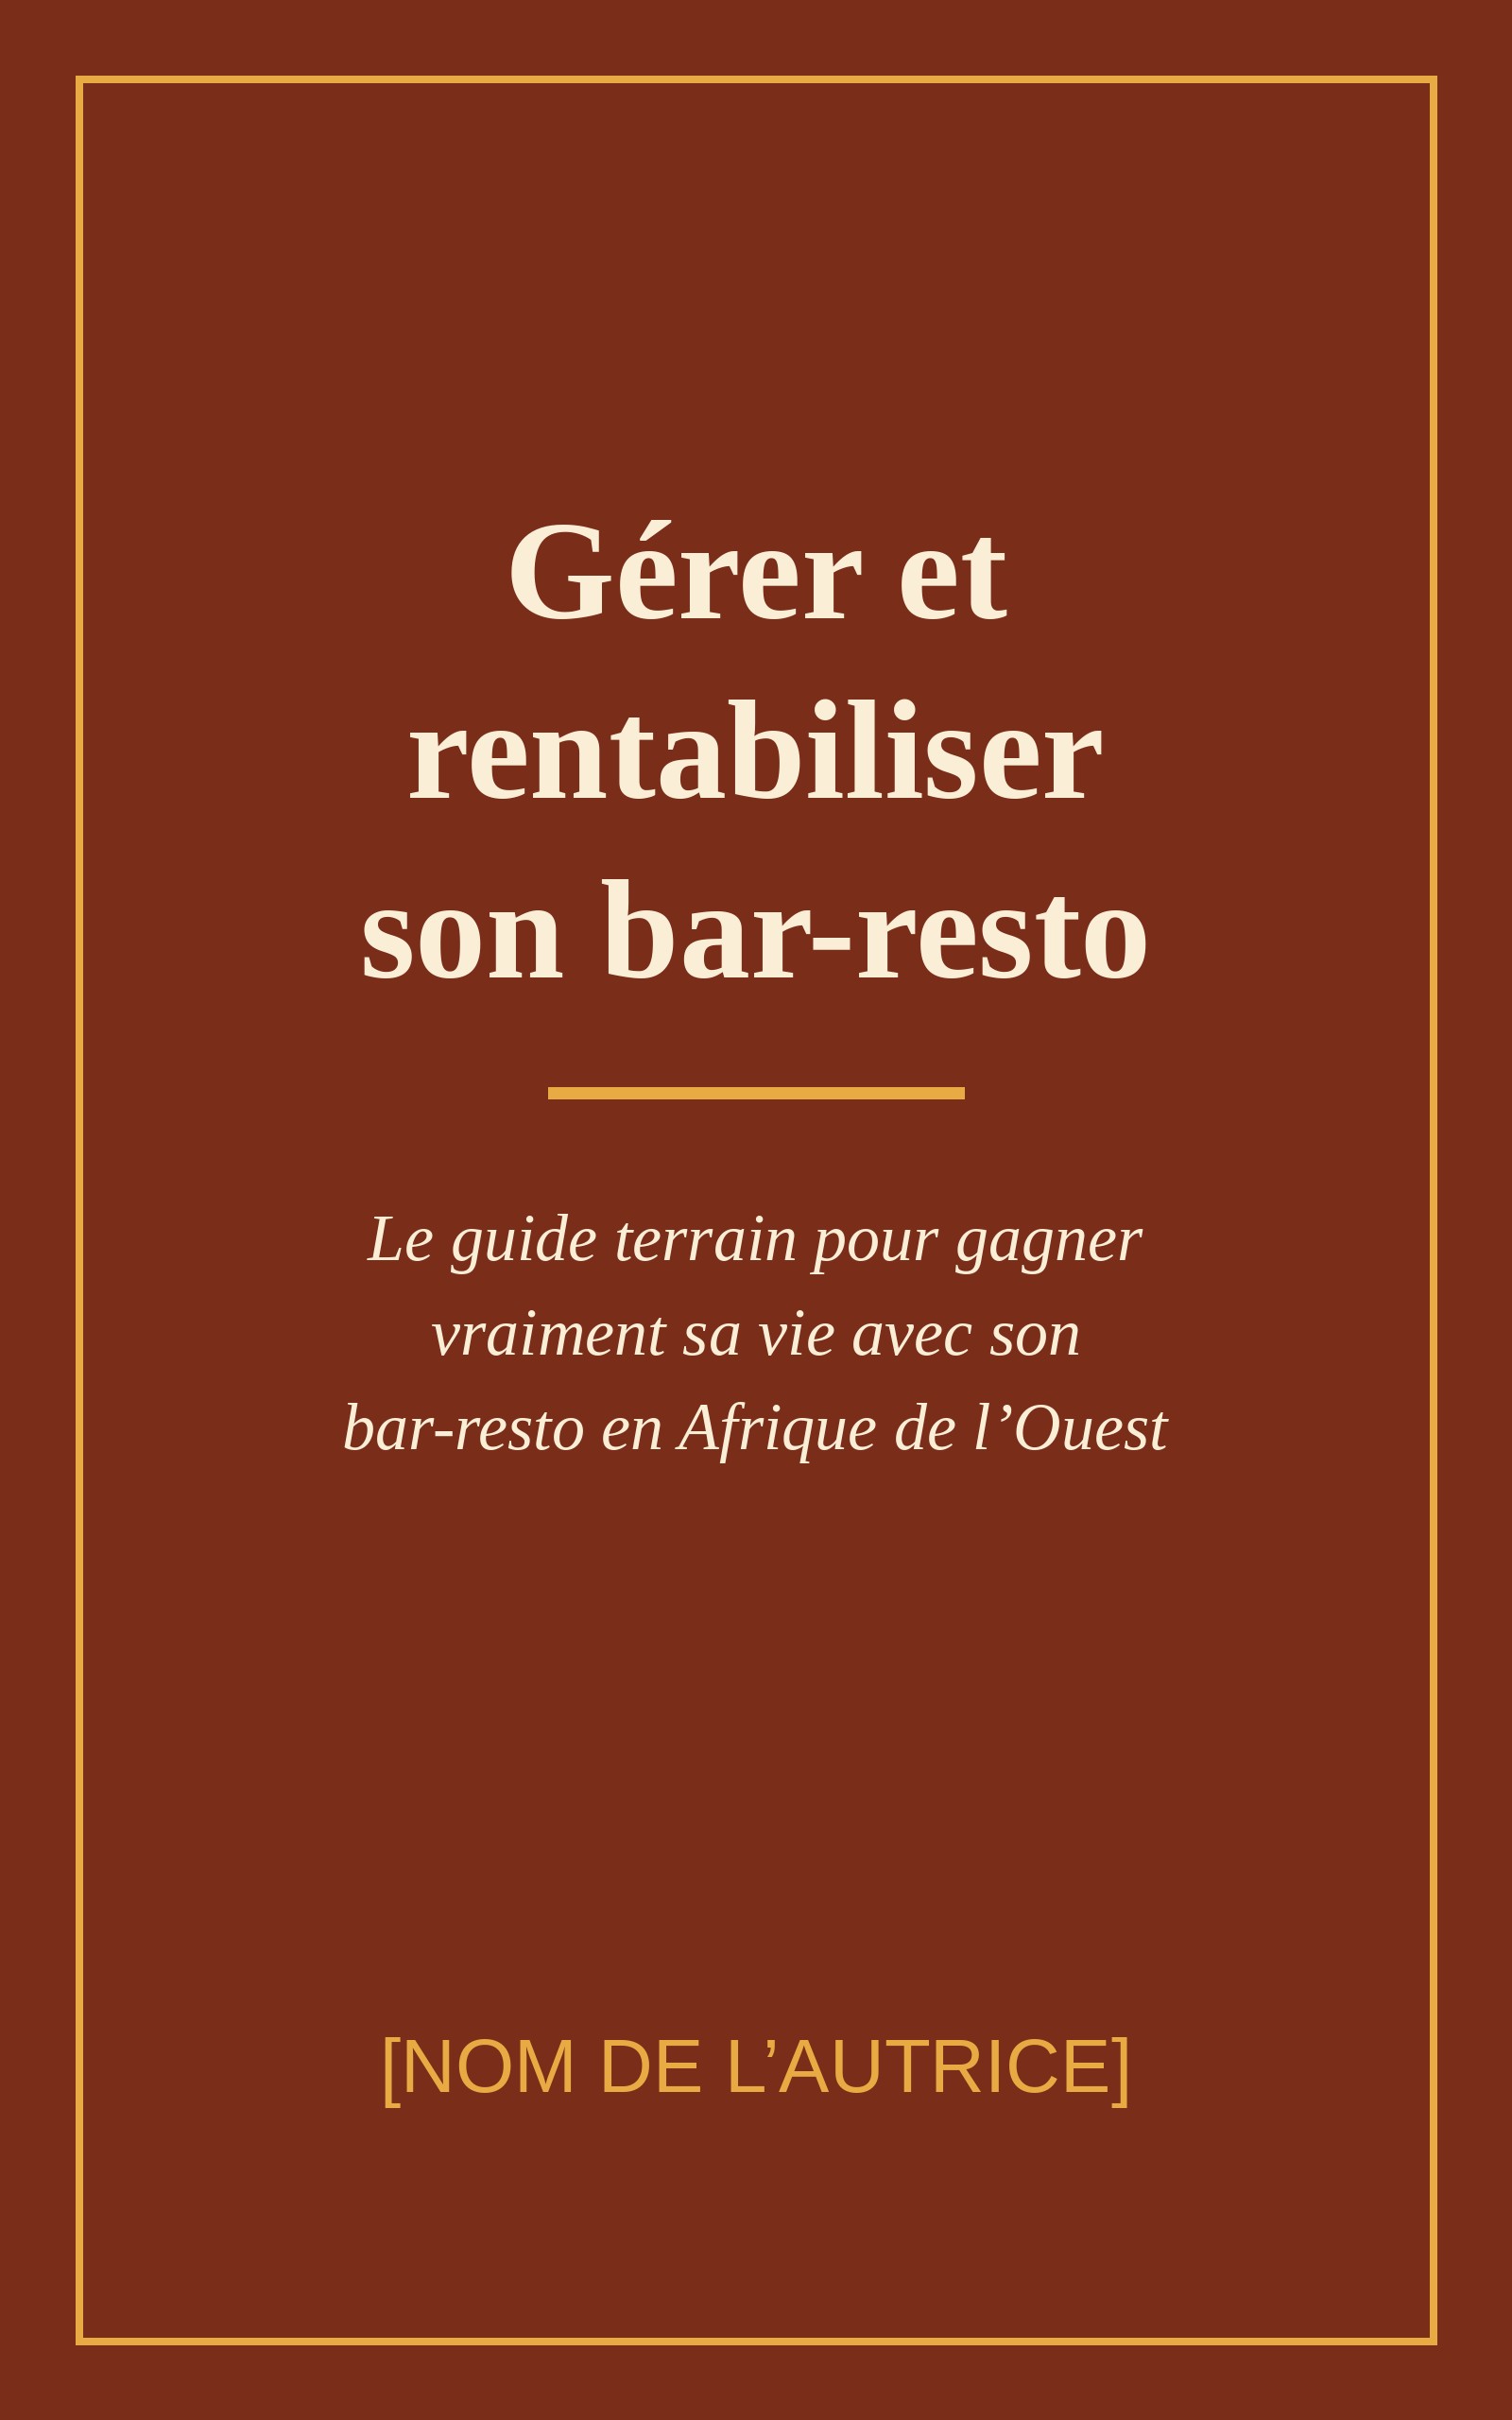 Gérer et
rentabiliser
son bar-resto
Le guide terrain pour gagner
vraiment sa vie avec son
bar-resto en Afrique de l’Ouest
[NOM DE L’AUTRICE]